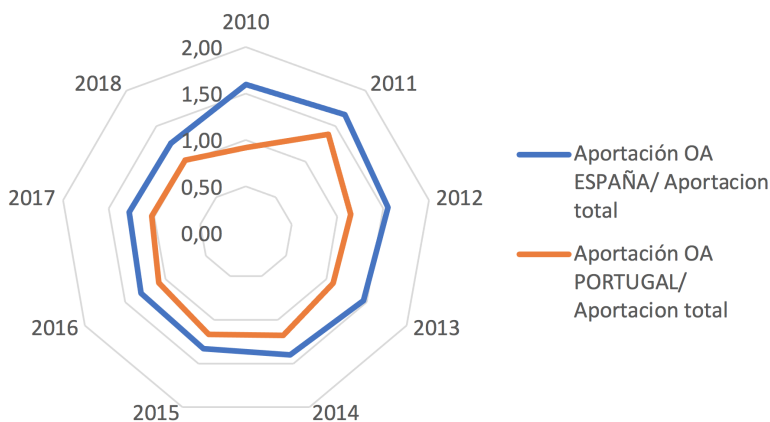 2010
2,00
2018
2011
1,50
1,00
2017
0,50
2012
0,00
2016
2013
2015
2014
Aportación OA
ESPAÑA/ Aportacion
total
Aportación OA
PORTUGAL/
Aportacion total